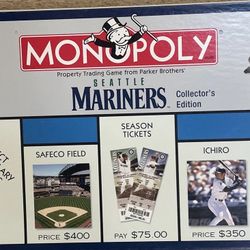 MONOPOLY
Property Trading Game from Parker Brothers®
SEATTLE
MARINERS Collector's Edition
SAFECO FIELD
SEASON TICKETS
ICHIRO
PRICE $400
PAY $75.00
PRICE $350